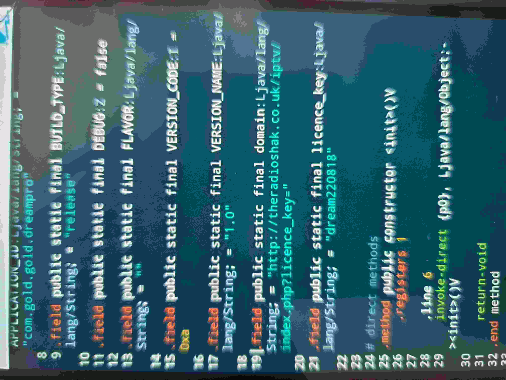 APPLICATION_ID:Ljava/lang/String; =
"com.gold.gold.dreampro"
8
9 .field public static final BUILD_TYPE:Ljava/
lang/String; = "release"
10
11 .field public static final DEBUG:Z = false
12
13 .field public static final FLAVOR:Ljava/lang/
String; = ""
14
15 .field public static final VERSION_CODE:I =
0xa
16
17 .field public static final VERSION_NAME:Ljava/
lang/String; = "1.0"
18
19 .field public static final domain:Ljava/lang/
String; = "http://theradioshak.co.uk/iptv/
index.php?licence_key="
20
21 .field public static final licence_key:Ljava/
lang/String; = "dream220818"
22
23
24 # direct methods
25 .method public constructor <init>()V
26 .registers 1
27
28 .line 6
29 invoke-direct {p0}, Ljava/lang/Object;-
><init>()V
30
31 return-void
32 .end method
33